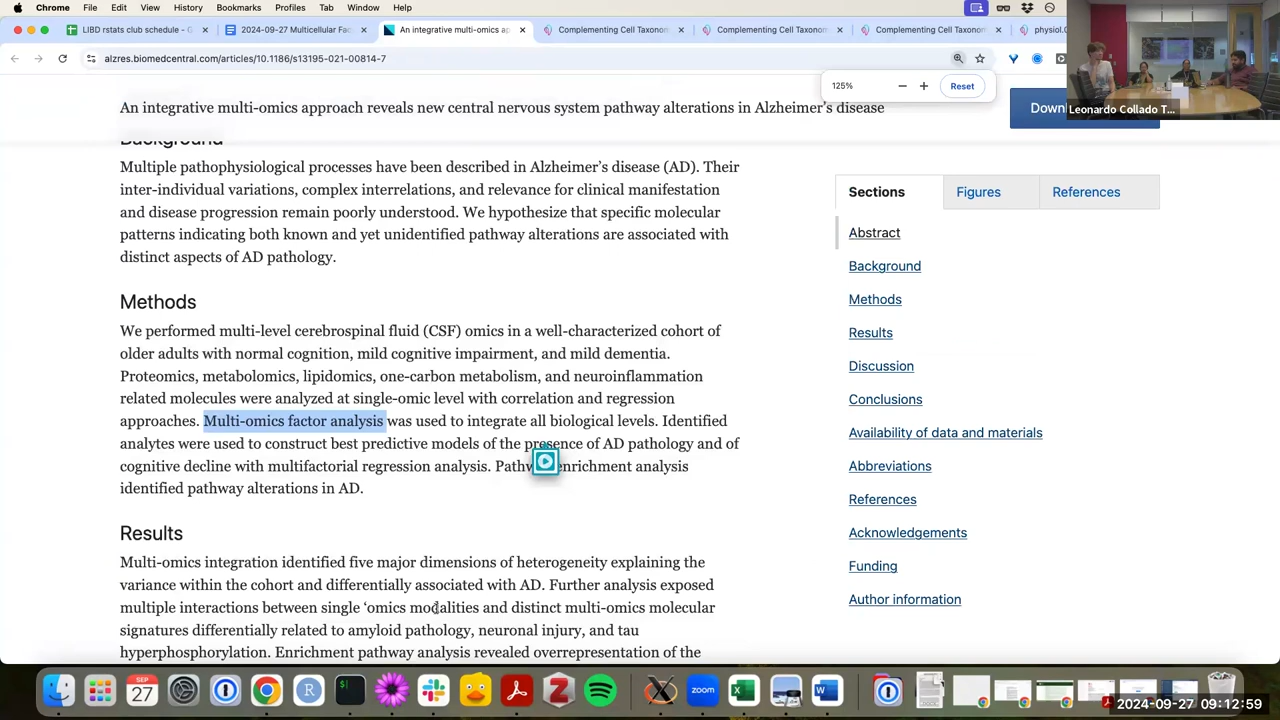 Chrome File Edit View History Bookmarks Profiles Tab Window Help
LIBD rstats club schedule - G
2024-09-27 Multicellular Fac
An integrative multi-omics ap
Complementing Cell Taxonom
Complementing Cell Taxonom
Complementing Cell Taxonom
physiol.
alzres.biomedcentral.com/articles/10.1186/s13195-021-00814-7
125%
Reset
Leonardo Collado T...
An integrative multi-omics approach reveals new central nervous system pathway alterations in Alzheimer's disease
Down
Background
Multiple pathophysiological processes have been described in Alzheimer's disease (AD). Their
inter-individual variations, complex interrelations, and relevance for clinical manifestation
and disease progression remain poorly understood. We hypothesize that specific molecular
patterns indicating both known and yet unidentified pathway alterations are associated with
distinct aspects of AD pathology.
Methods
We performed multi-level cerebrospinal fluid (CSF) omics in a well-characterized cohort of
older adults with normal cognition, mild cognitive impairment, and mild dementia.
Proteomics, metabolomics, lipidomics, one-carbon metabolism, and neuroinflammation
related molecules were analyzed at single-omic level with correlation and regression
approaches. Multi-omics factor analysis was used to integrate all biological levels. Identified
analytes were used to construct best predictive models of the presence of AD pathology and of
cognitive decline with multifactorial regression analysis. Pathw enrichment analysis
identified pathway alterations in AD.
Results
Multi-omics integration identified five major dimensions of heterogeneity explaining the
variance within the cohort and differentially associated with AD. Further analysis exposed
multiple interactions between single 'omics modalities and distinct multi-omics molecular
signatures differentially related to amyloid pathology, neuronal injury, and tau
hyperphosphorylation. Enrichment pathway analysis revealed overrepresentation of the
Sections Figures References
Abstract
Background
Methods
Results
Discussion
Conclusions
Availability of data and materials
Abbreviations
References
Acknowledgements
Funding
Author information
SEP
27
zoom
2024-09-27 09:12:59